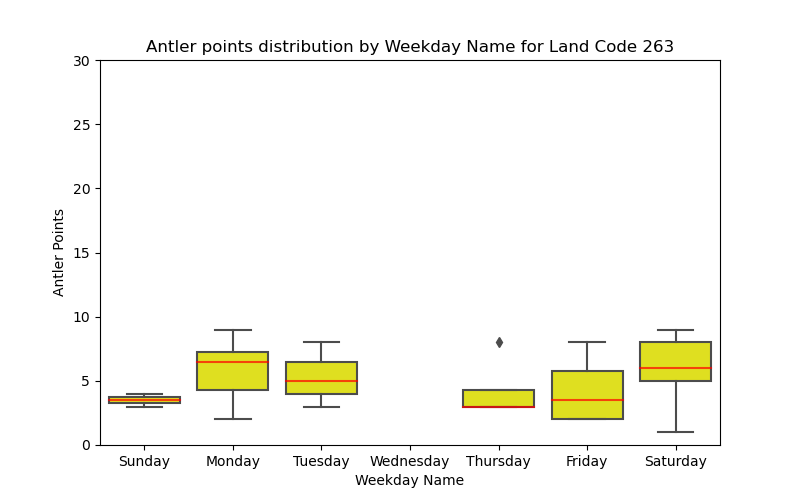 Antler points distribution by Weekday Name for Land Code 263
30
25
20
15
10
5
0
Antler Points
Sunday Monday Tuesday Wednesday Thursday Friday Saturday
Weekday Name